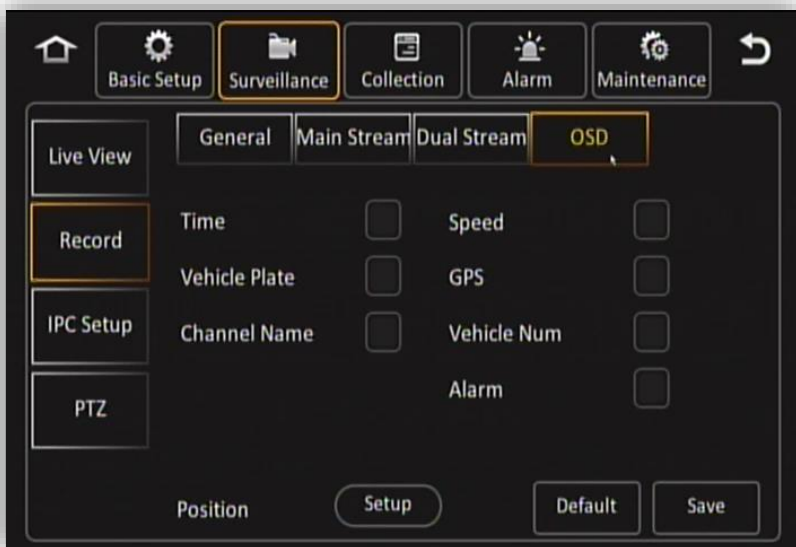 Basic Setup
Surveillance
Collection
Alarm
Maintenance
General
Main Stream
Dual Stream
OSD
Live View
Record
IPC Setup
PTZ
Time
Speed
Vehicle Plate
GPS
Channel Name
Vehicle Num
Alarm
Position
Setup
Default
Save